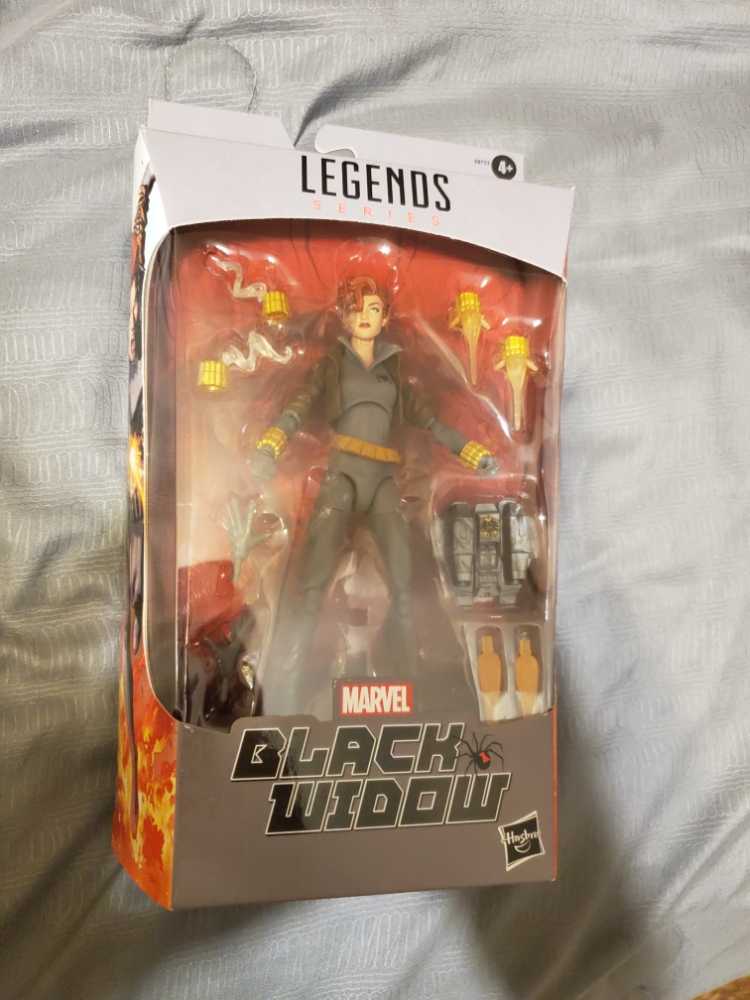 4+
LEGENDS
SERIES
MARVEL
BLACK
WIDOW
Hasbro